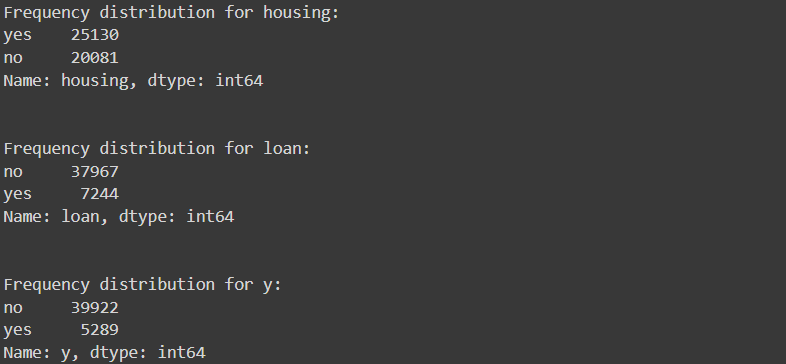 Frequency distribution for housing:
yes    25130
no     20081
Name: housing, dtype: int64
Frequency distribution for loan:
no     37967
yes     7244
Name: loan, dtype: int64
Frequency distribution for y:
no     39922
yes     5289
Name: y, dtype: int64